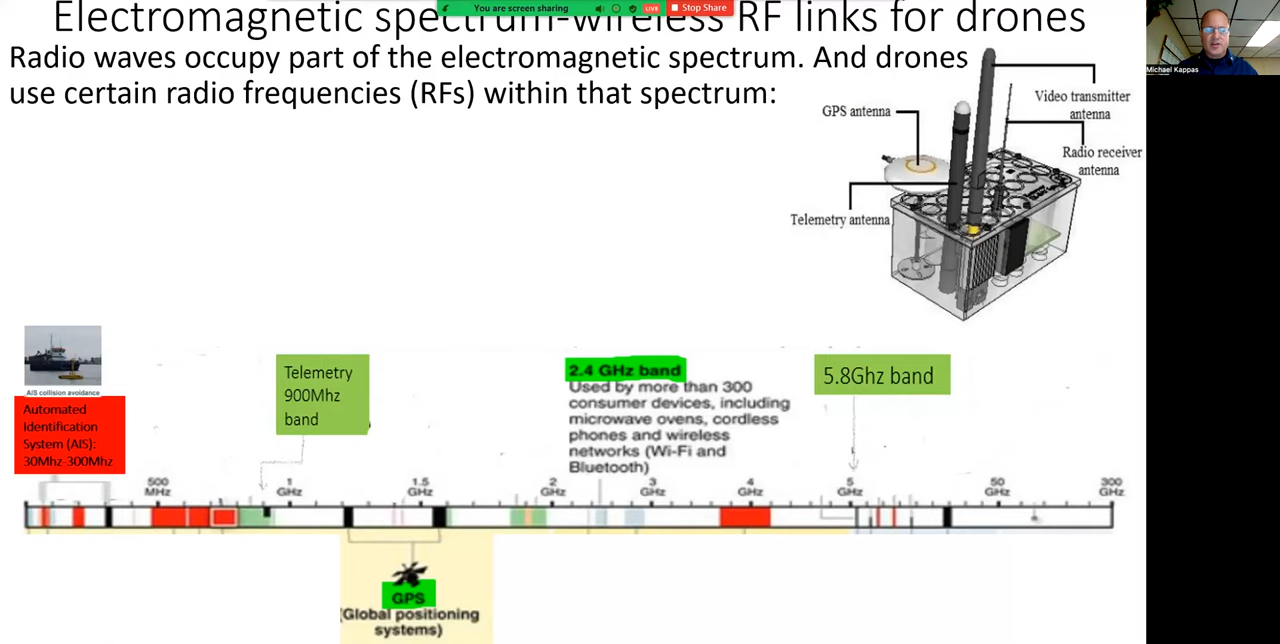 Electromagnetic spectrum-wireless RF links for drones
You are screen sharing
LIVE
Stop Share
Michael Kappas
Radio waves occupy part of the electromagnetic spectrum. And drones
use certain radio frequencies (RFs) within that spectrum:
GPS antenna
Video transmitter
antenna
Radio receiver
antenna
Telemetry antenna
AIS collision avoidance
Automated
Identification
System (AIS):
30Mhz-300Mhz
Telemetry
900Mhz
band
2.4 GHz band
Used by more than 300
consumer devices, including
microwave ovens, cordless
phones and wireless
networks (Wi-Fi and
Bluetooth)
5.8Ghz band
500
MHz
1
GHz
1.5
GHz
2
GHz
3
GHz
4
GHz
5
GHz
50
GHz
300
GHz
GPS
(Global positioning
systems)